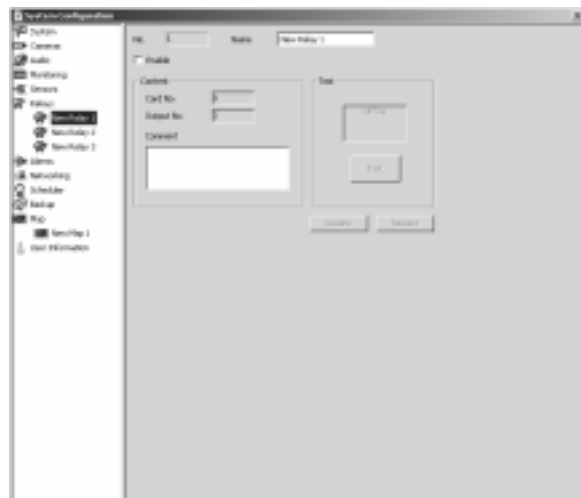 System Configuration
System
Cameras
Audio
Monitoring
Sensors
Relays
New Relay 1
New Relay 2
New Relay 3
Alarms
Networking
Scheduler
Backup
Map
New Map 1
User Information
No. 1 Name New Relay 1
Enable
Contents
Card No.
Output No.
Comment
Test
Test